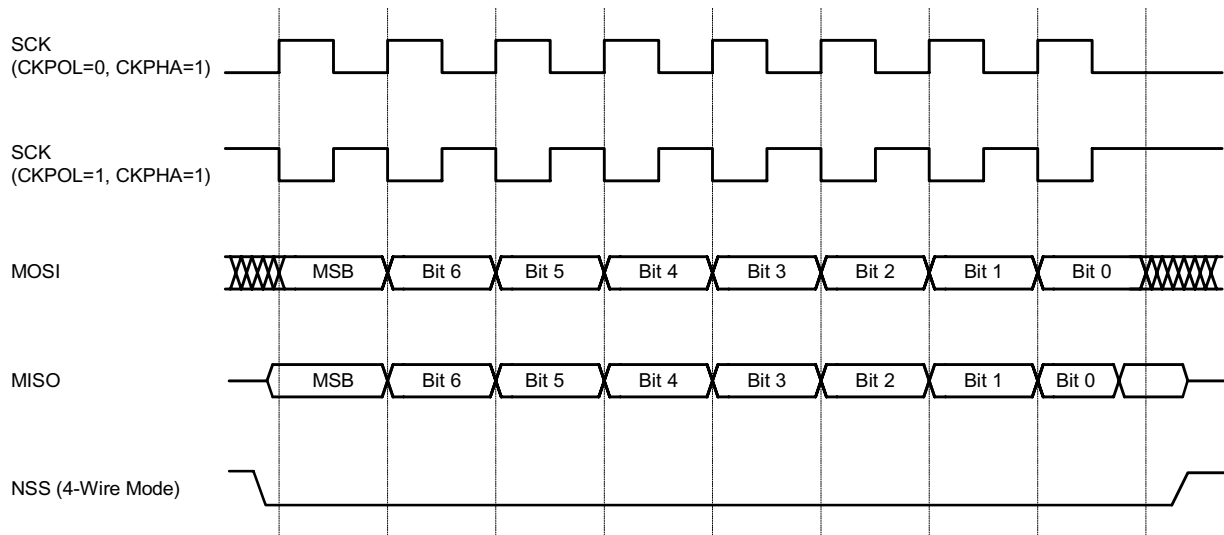 SCK
(CKPOL=0, CKPHA=1)
SCK
(CKPOL=1, CKPHA=1)
MOSI
MSB Bit 6 Bit 5 Bit 4 Bit 3 Bit 2 Bit 1 Bit 0
MISO
MSB Bit 6 Bit 5 Bit 4 Bit 3 Bit 2 Bit 1 Bit 0
NSS (4-Wire Mode)